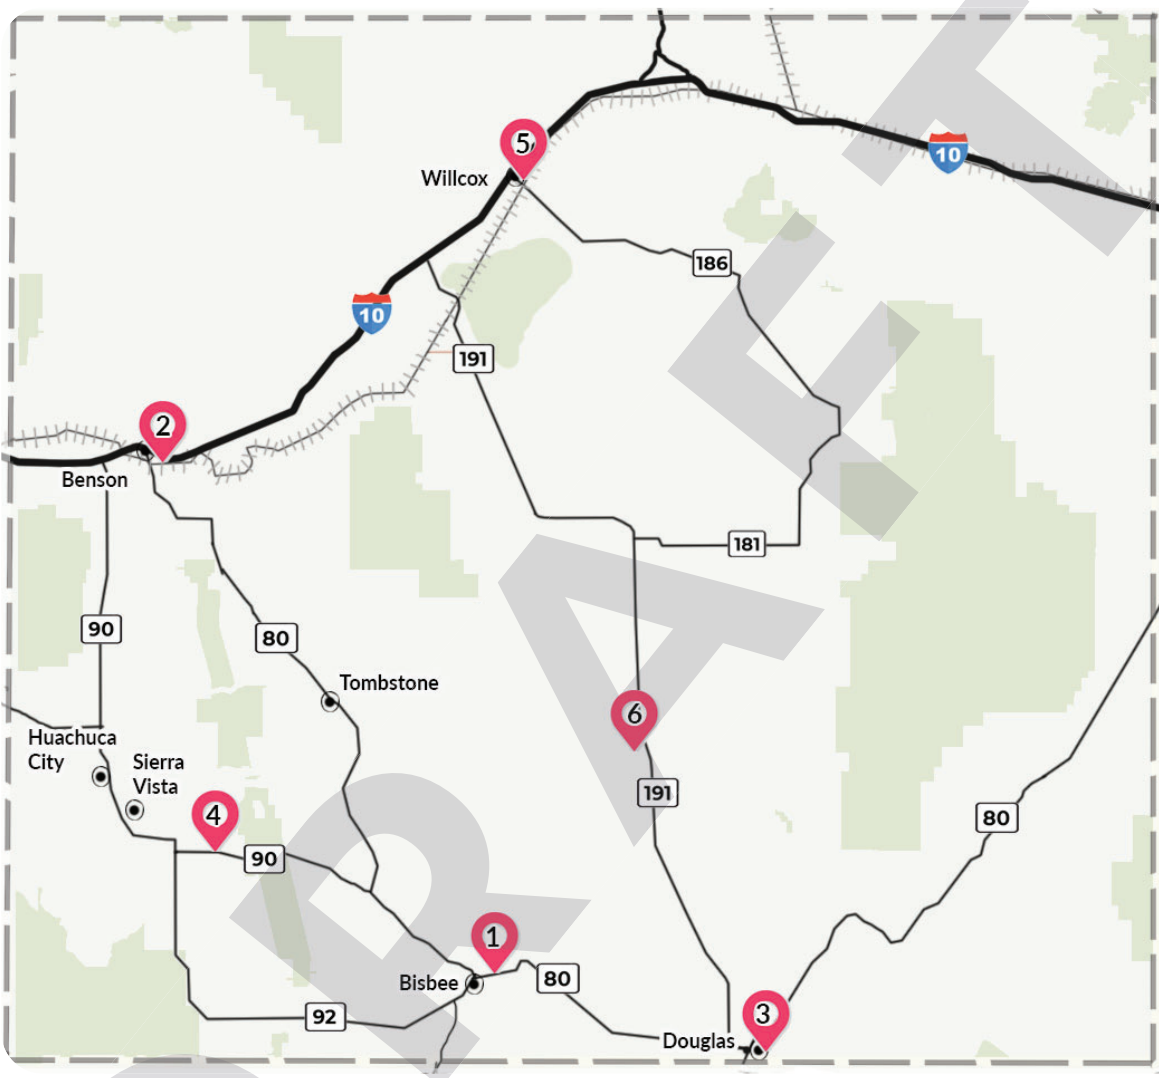 5
10
Willcox
186
10
191
2
Benson
181
90
80
Tombstone
6
Huachuca
City
Sierra
Vista
191
4
80
90
1
Bisbee
80
3
92
Douglas
DRAFT